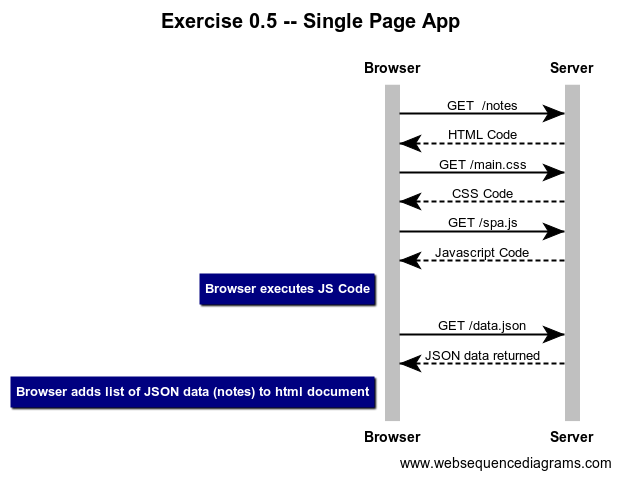 Exercise 0.5 -- Single Page App
Browser Server
GET /notes
HTML Code
GET /main.css
CSS Code
GET /spa.js
Javascript Code
Browser executes JS Code
GET /data.json
JSON data returned
Browser adds list of JSON data (notes) to html document
Browser Server
www.websequencediagrams.com